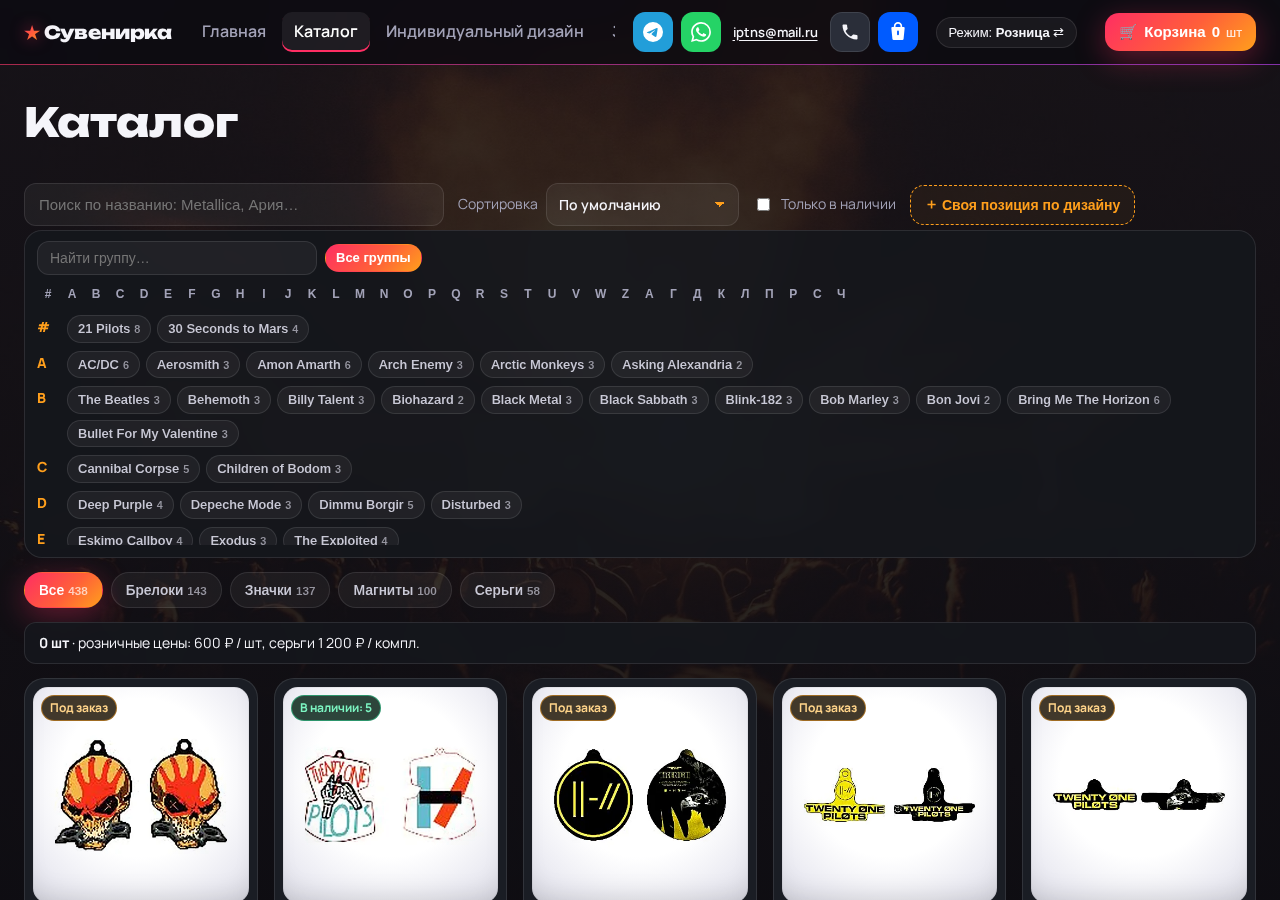 Сувенирка
Главная
Каталог
Индивидуальный дизайн
iptns@mail.ru
Режим: Розница ⇄
Корзина 0 шт
Каталог
Поиск по названию: Metallica, Ария…
Сортировка
По умолчанию
Только в наличии
+ Своя позиция по дизайну
Найти группу…
Все группы
# A B C D E F G H I J K L M N O P Q R S T U V W Z А Г Д К Л П Р С Ч
#
21 Pilots 8
30 Seconds to Mars 4
A
AC/DC 6
Aerosmith 3
Amon Amarth 6
Arch Enemy 3
Arctic Monkeys 3
Asking Alexandria 2
B
The Beatles 3
Behemoth 3
Billy Talent 3
Biohazard 2
Black Metal 3
Black Sabbath 3
Blink-182 3
Bob Marley 3
Bon Jovi 2
Bring Me The Horizon 6
Bullet For My Valentine 3
C
Cannibal Corpse 5
Children of Bodom 3
D
Deep Purple 4
Depeche Mode 3
Dimmu Borgir 5
Disturbed 3
E
Eskimo Callboy 4
Exodus 3
The Exploited 4
Все 438
Брелоки 143
Значки 137
Магниты 100
Серьги 58
0 шт · розничные цены: 600 ₽ / шт, серьги 1 200 ₽ / компл.
Под заказ
В наличии: 5
Под заказ
Под заказ
Под заказ
TWENTY ONE
PILOTS
TWENTY ONE
PILOTS
TWENTY ONE
PILOTS
TWENTY ONE
PILOTS